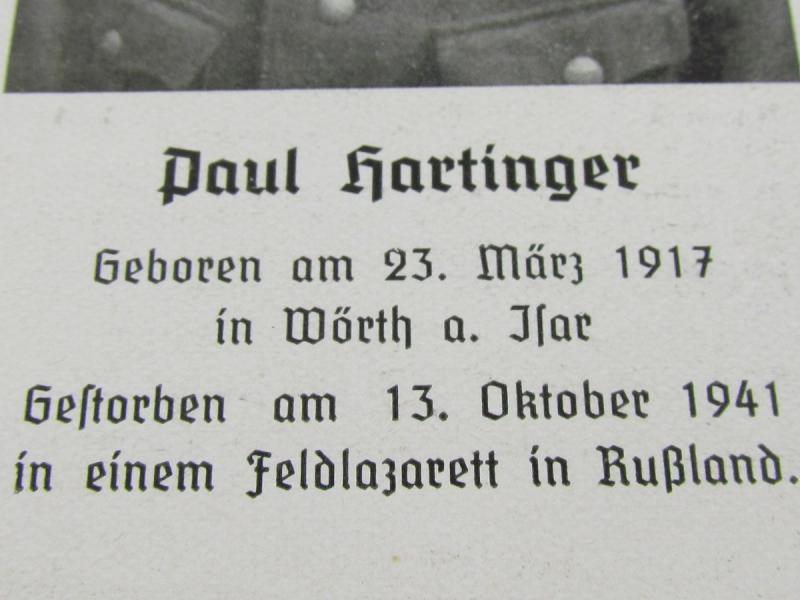 Paul Hartinger
Geboren am 23. März 1917
in Wörth a. Iſar
Geſtorben am 13. Oktober 1941
in einem Feldlazarett in Rußland.